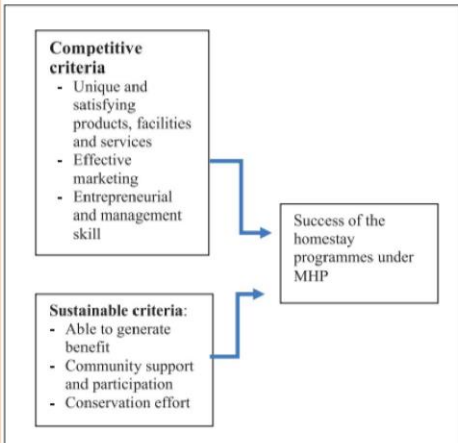 Competitive
criteria
- Unique and
satisfying
products, facilities
and services
- Effective
marketing
- Entrepreneurial
and management
skill
Success of the
homestay
programmes under
MHP
Sustainable criteria:
- Able to generate
benefit
- Community support
and participation
- Conservation effort